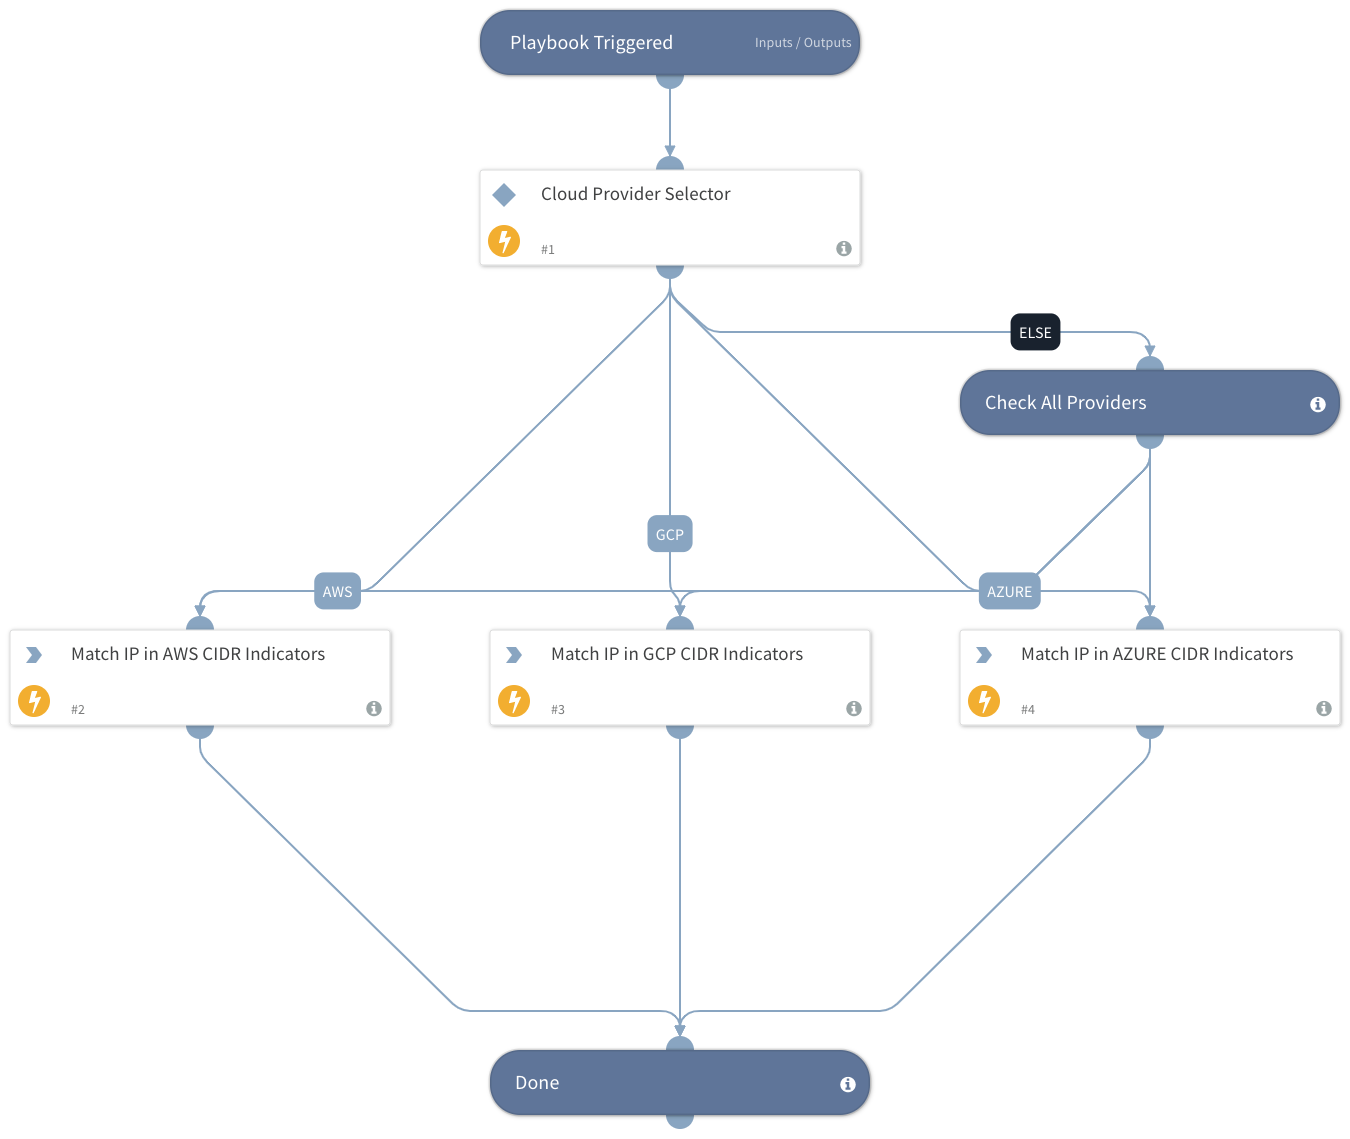 Playbook Triggered
Inputs / Outputs
Cloud Provider Selector
#1
ELSE
Check All Providers
GCP
AWS
AZURE
Match IP in AWS CIDR Indicators
#2
Match IP in GCP CIDR Indicators
#3
Match IP in AZURE CIDR Indicators
#4
Done